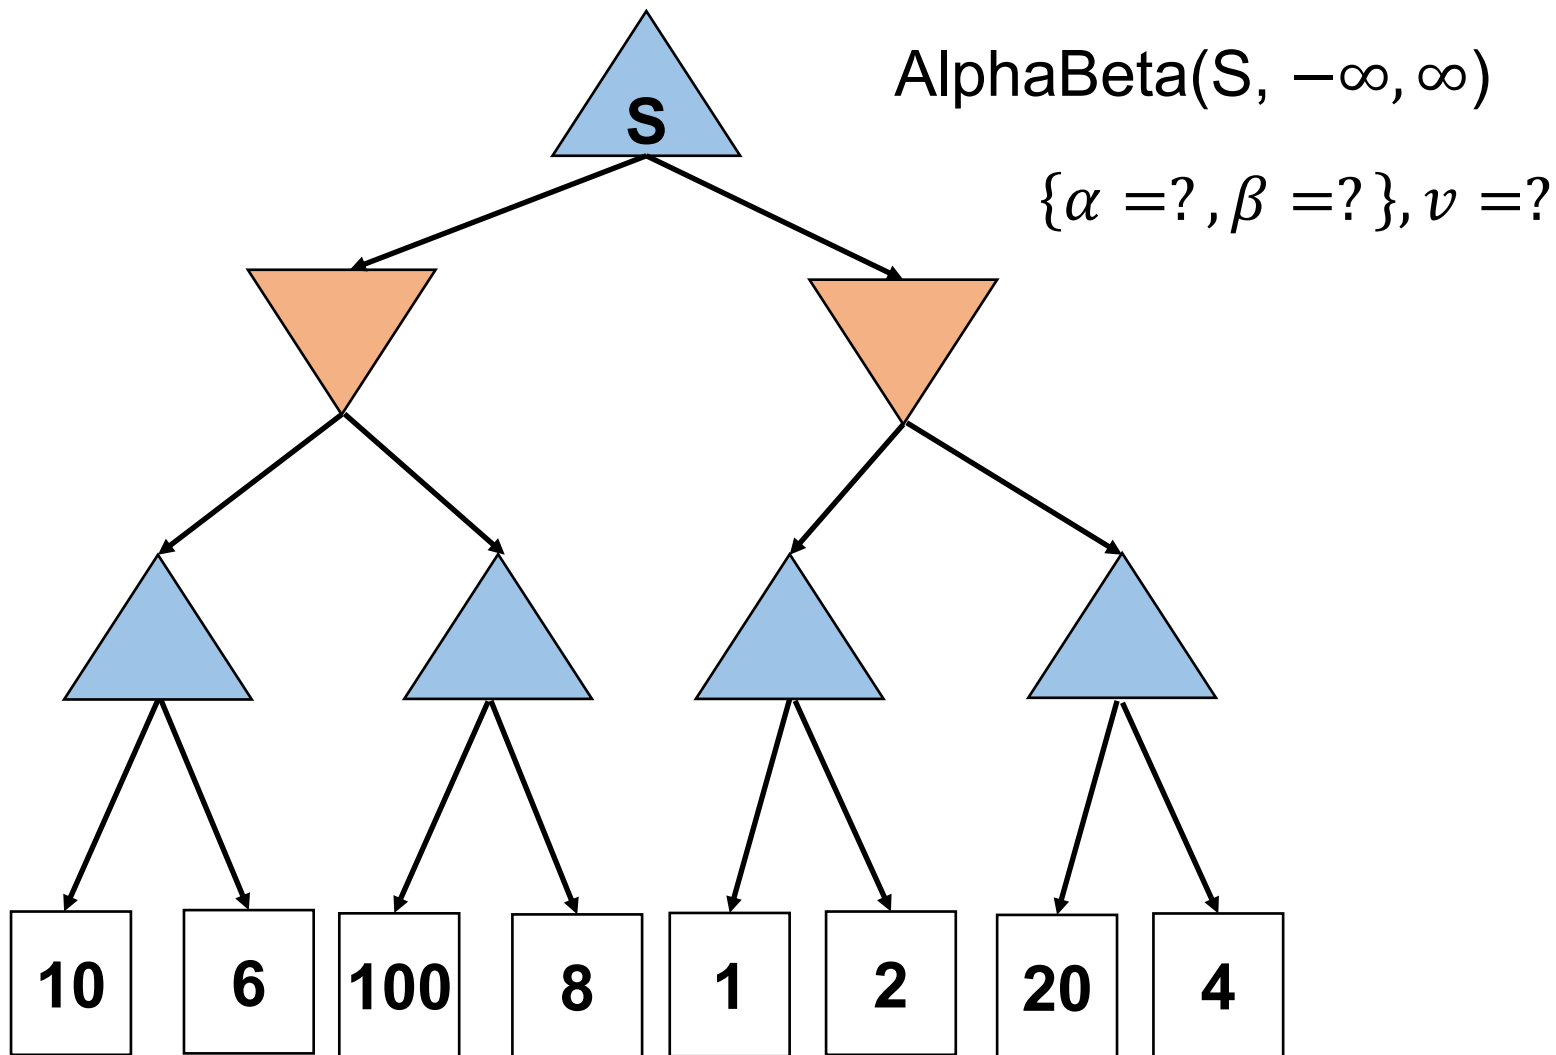 AlphaBeta(S, −∞, ∞)
S
{α =? , β =? }, v =?
10 6 100 8 1 2 20 4